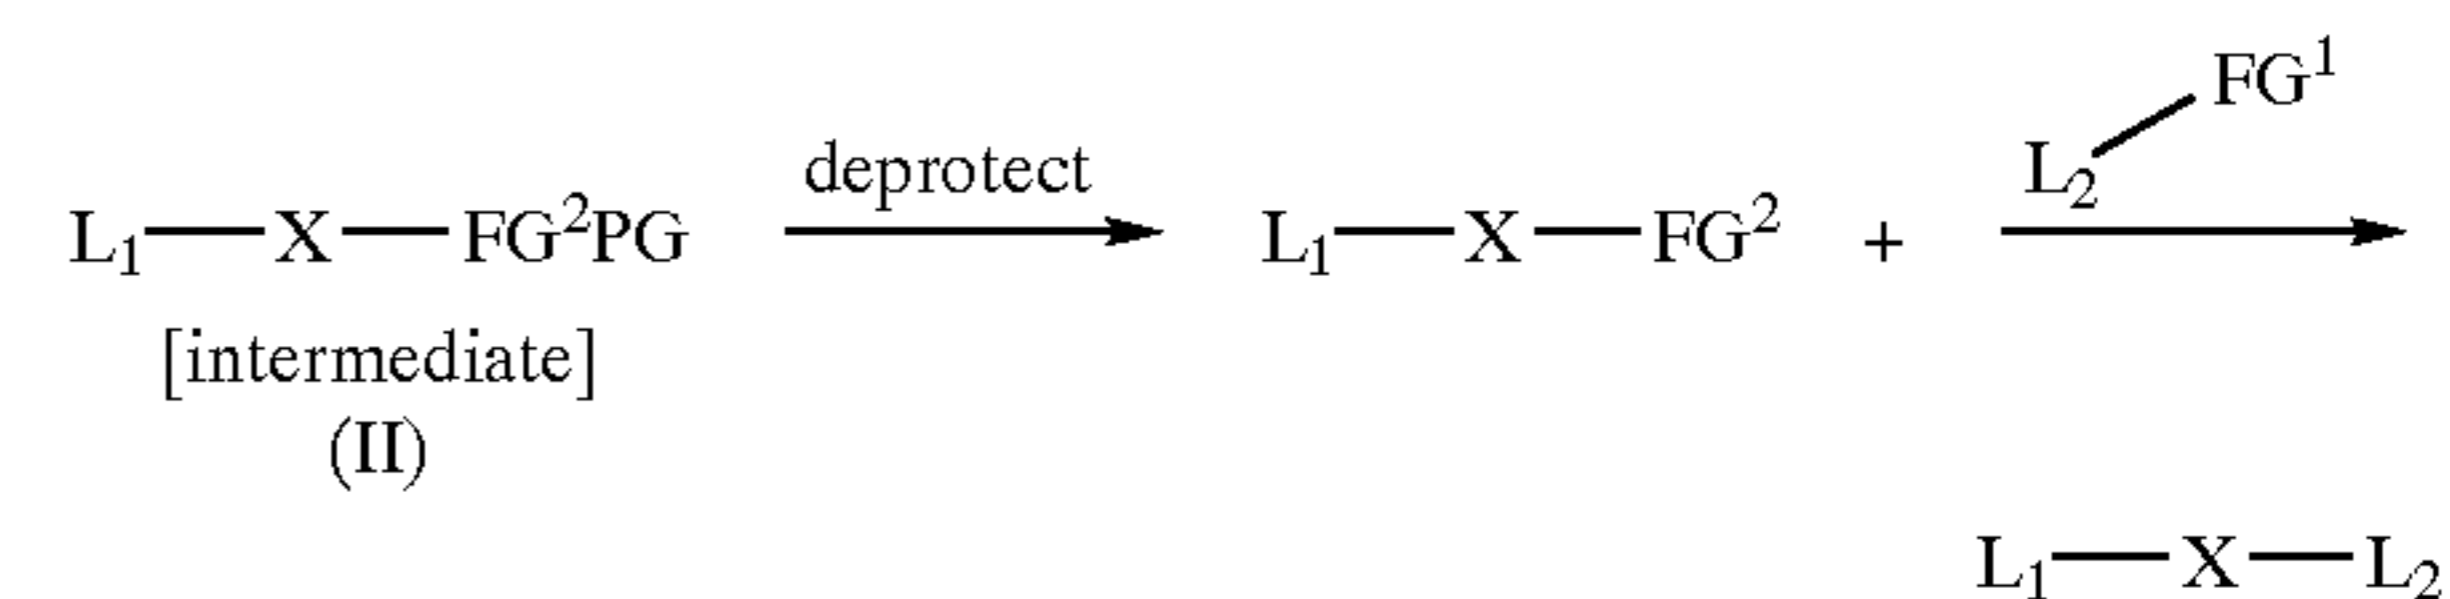 FG¹
deprotect
L₂
L₁—X—FG²PG L₁—X—FG² +
[intermediate]
(II)
L₁—X—L₂